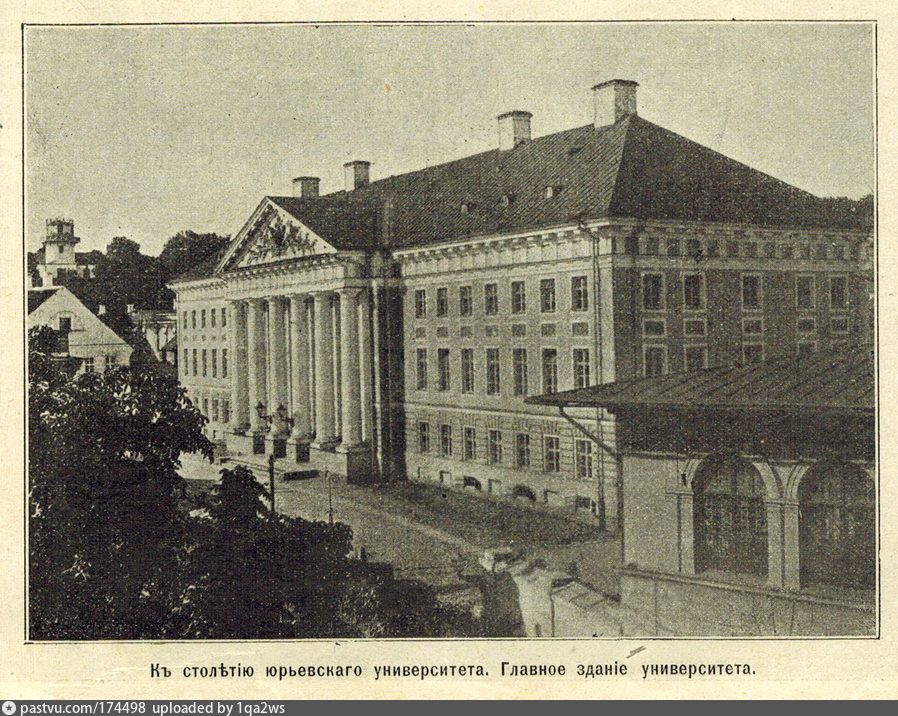 Къ столѣтію юрьевскаго университета. Главное зданіе университета.
pastvu.com/174498 uploaded by 1qa2ws